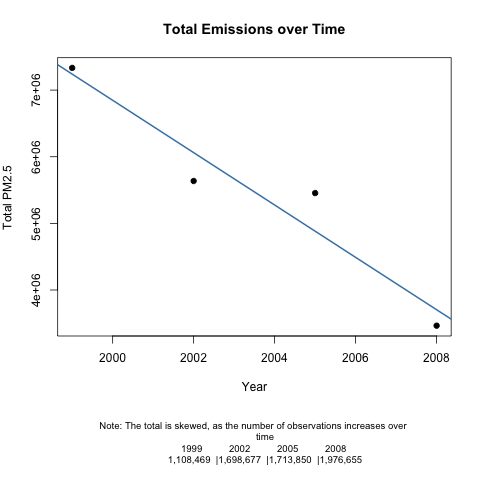 Total Emissions over Time
Total PM2.5
7e+06
6e+06
5e+06
4e+06
2000 2002 2004 2006 2008
Year
Note: The total is skewed, as the number of observations increases over
time
1999 2002 2005 2008
1,108,469 |1,698,677 |1,713,850 |1,976,655